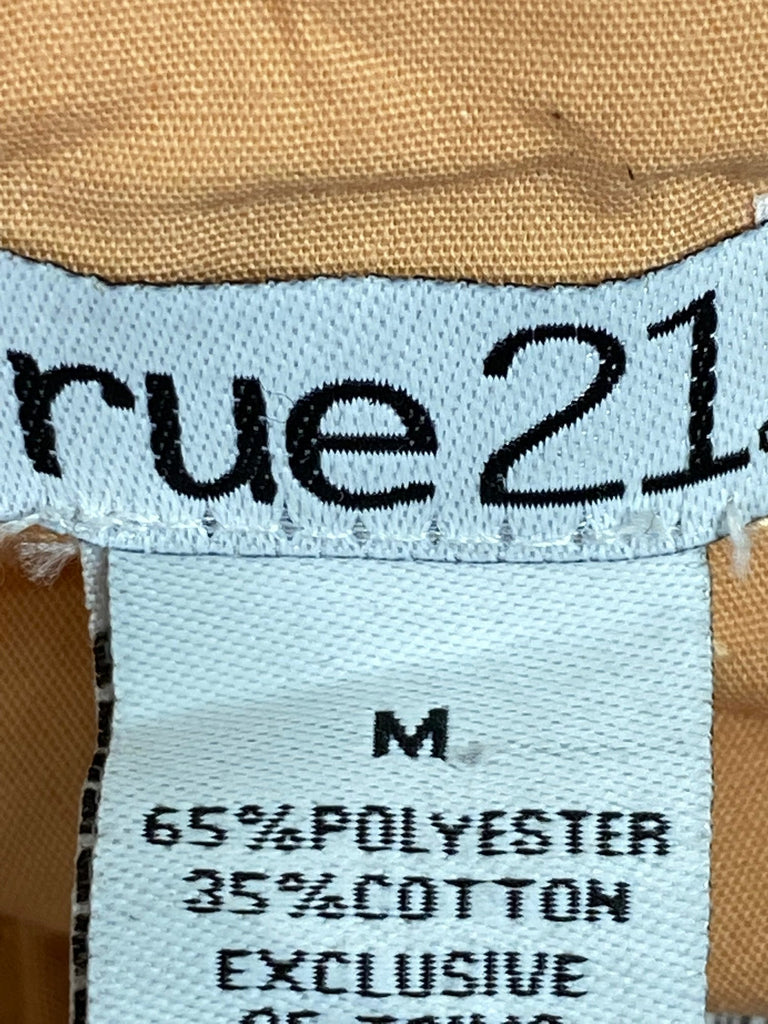 rue21.
M
65%POLYESTER
35%COTTON
EXCLUSIVE